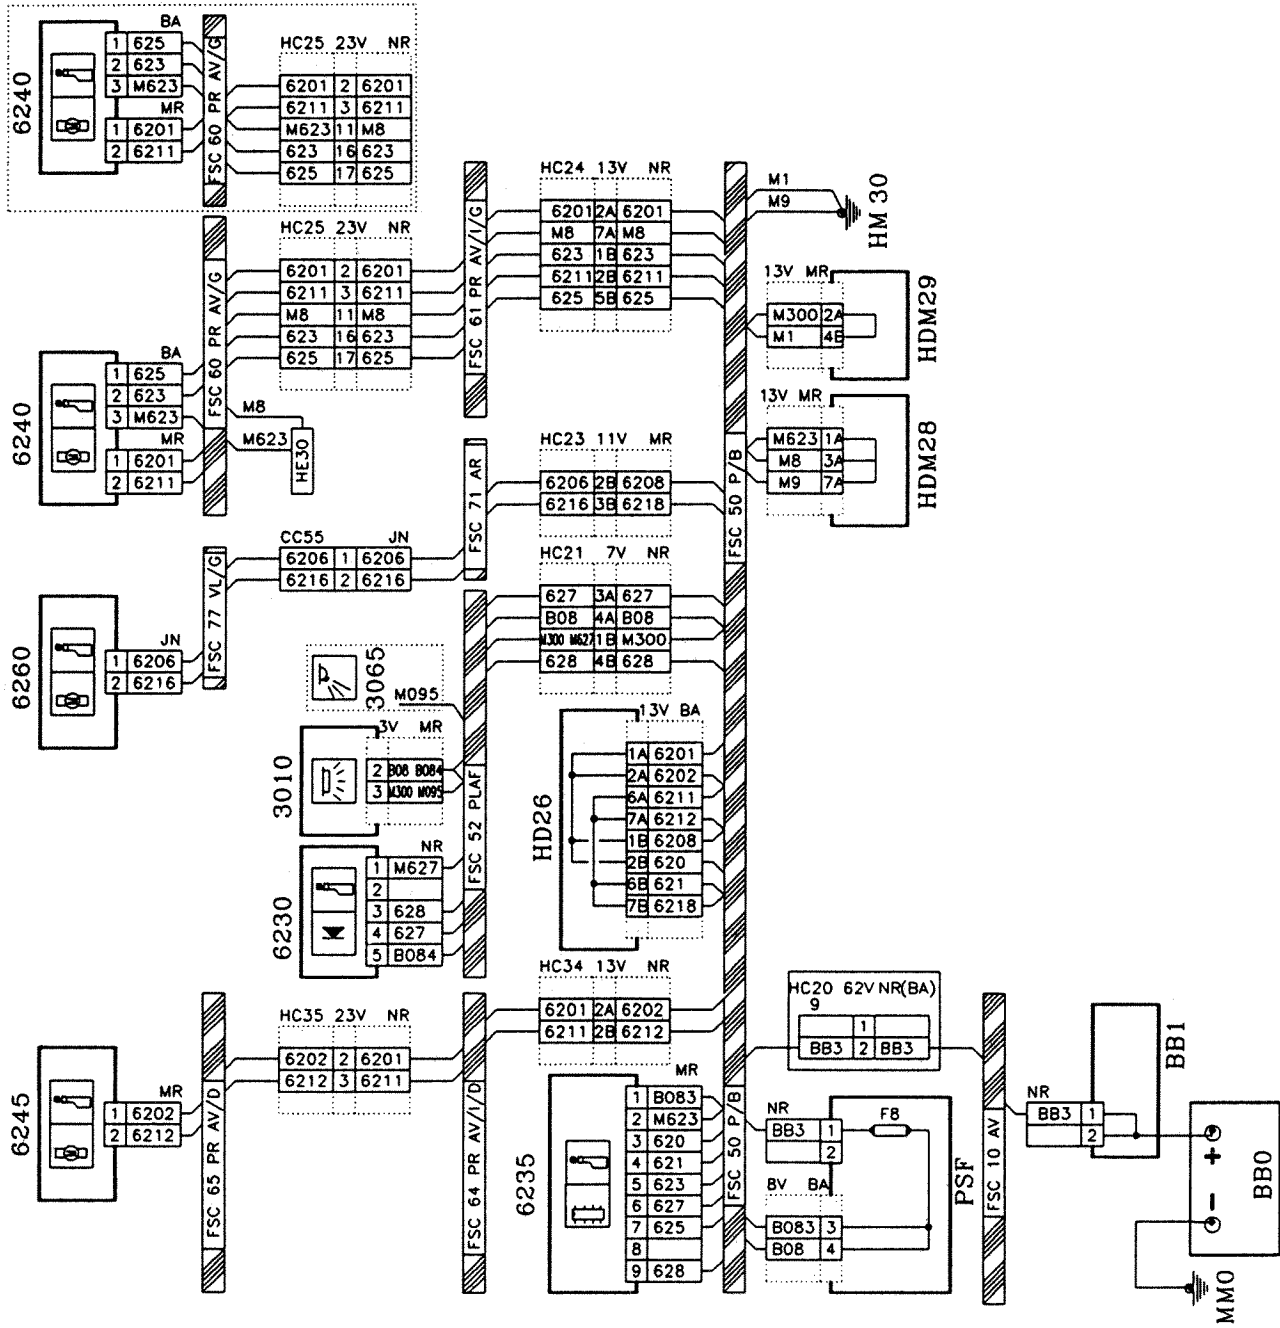 6240
BA
1 625
2 623
3 M623
MR
1 6201
2 6211
FSC 60 PR AV/G
HC25 23V NR
6201 2 6201
6211 3 6211
M623 11 M8
623 16 623
625 17 625
6240
BA
1 625
2 623
3 M623
MR
1 6201
2 6211
FSC 60 PR AV/G
HC25 23V NR
6201 2 6201
6211 3 6211
M8 11 M8
623 16 623
625 17 625
M8
M623
HE30
FSC 61 PR AV/I/G
HC24 13V NR
6201 2A 6201
M8 7A M8
623 1B 623
6211 2B 6211
625 5B 625
M1
M9
HM 30
13V MR
M300 2A
M1 4B
HDM29
13V MR
M623 1A
M8 3A
M9 7A
HDM28
FSC 50 P/B
6260
JN
1 6206
2 6216
FSC 77 VL/G
CC55 JN
6206 1 6206
6216 2 6216
FSC 71 AR
HC23 11V MR
6206 2B 6208
6216 3B 6218
HC21 7V NR
627 3A 627
B08 4A B08
M300 M627 1B M300
628 4B 628
3065
M095
3010
3V MR
2 B08 B084
3 M300 M095
6230
NR
1 M627
2
3 628
4 627
5 B084
FSC 52 PLAF
HD26
13V BA
1A 6201
2A 6202
6A 6211
7A 6212
1B 6208
2B 620
6B 621
7B 6218
6245
MR
1 6202
2 6212
FSC 65 PR AV/D
HC35 23V NR
6202 2 6201
6212 3 6211
FSC 64 PR AV/I/D
HC34 13V NR
6201 2A 6202
6211 2B 6212
6235
MR
1 B083
2 M623
3 620
4 621
5 623
6 627
7 625
8
9 628
FSC 50 P/B
HC20 62V NR(BA)
9
1
BB3 2 BB3
NR
BB3 1
2
F8
8V BA
B083 3
B08 4
PSF
FSC 10 AV
NR
BB3 1
2
BB1
+
−
BB0
MM0